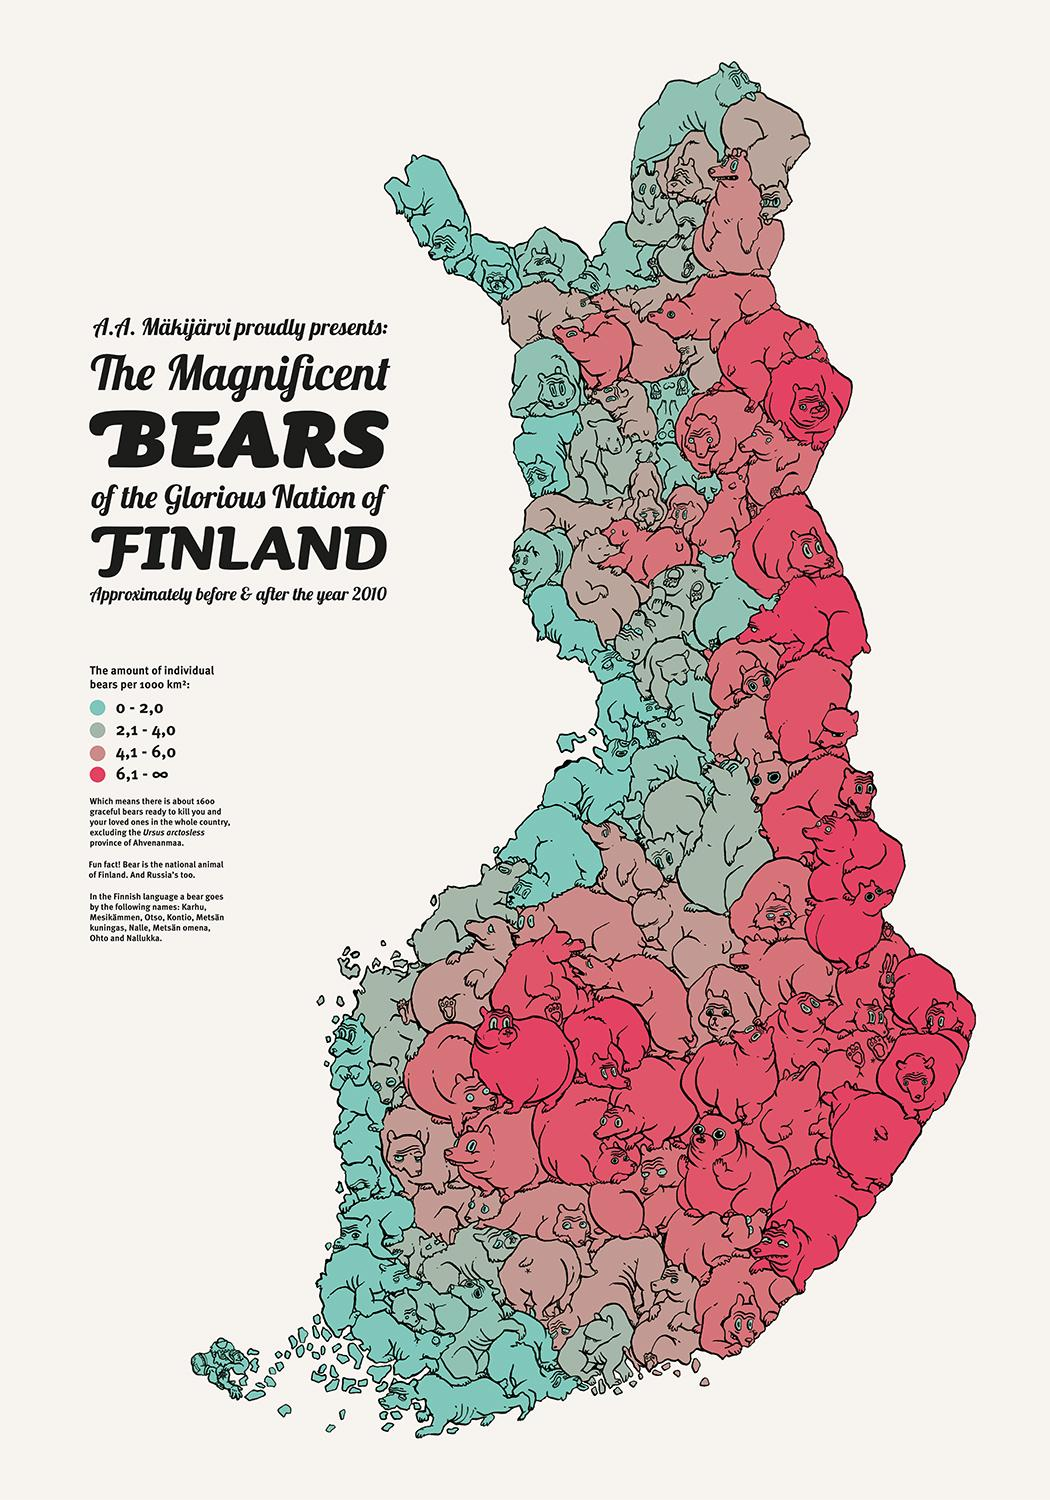 A.A. Mäkijärvi proudly presents:
The Magnificent
BEARS
of the Glorious Nation of
FINLAND
Approximately before & after the year 2010
The amount of individual
bears per 1000 km²:
0 - 2,0
2,1 - 4,0
4,1 - 6,0
6,1 - ∞
Which means there is about 1600
graceful bears ready to kill you and
your loved ones in the whole country,
excluding the Ursus arctosless
province of Ahvenanmaa.
Fun fact! Bear is the national animal
of Finland. And Russia's too.
In the Finnish language a bear goes
by the following names: Karhu,
Mesikämmen, Otso, Kontio, Metsän
kuningas, Nalle, Metsän omena,
Ohto and Nallukka.